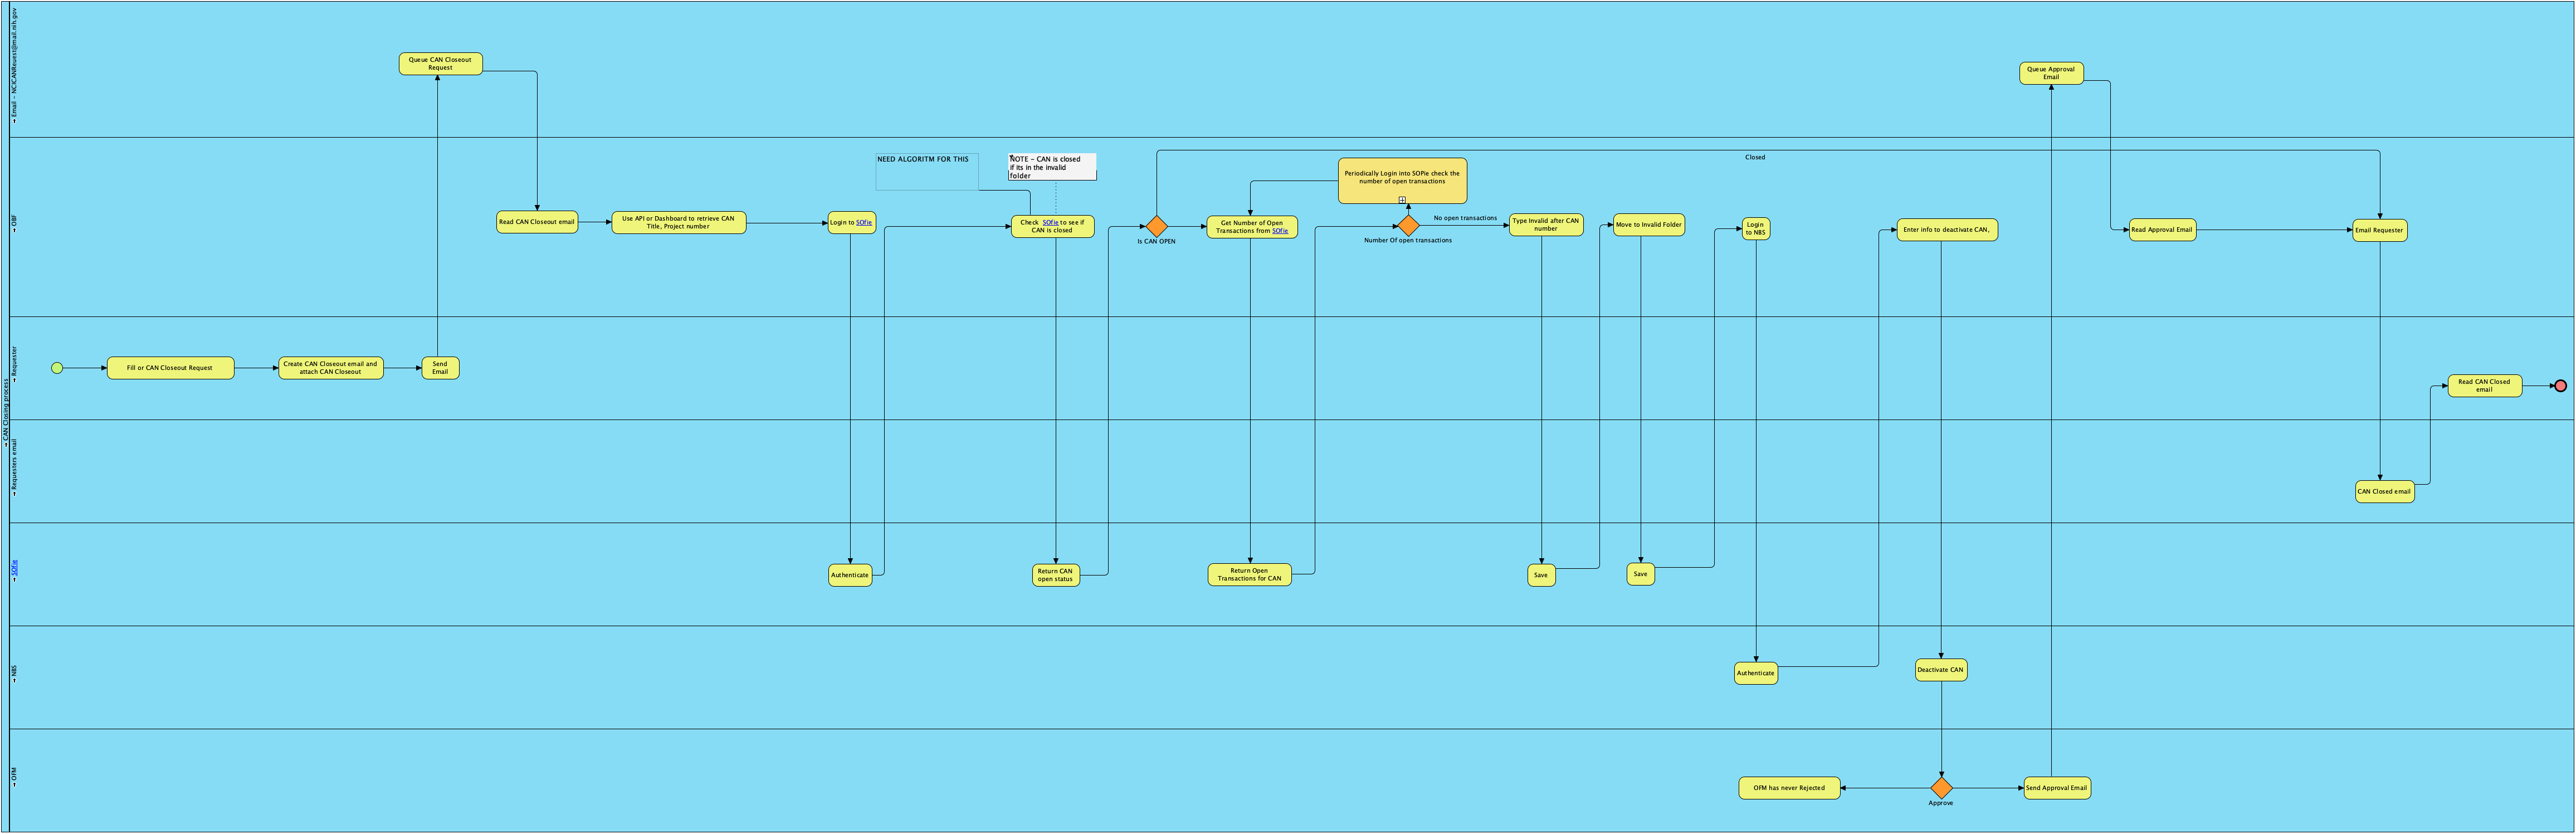 CAN Closing process
Email - NCICANReuest@mail.nih.gov
Queue CAN Closeout
Request
Queue Approval
Email
OBF
NEED ALGORITM FOR THIS
NOTE - CAN is closed
if its in the invalid
folder
Closed
Periodically Login into SOPie check the
number of open transactions
Read CAN Closeout email
Use API or Dashboard to retrieve CAN
Title, Project number
Login to SOfie
Check SOfie to see if
CAN is closed
Is CAN OPEN
Get Number of Open
Transactions from SOfie
Number Of open transactions
No open transactions
Type Invalid after CAN
number
Move to Invalid Folder
Login
to NBS
Enter info to deactivate CAN,
Read Approval Email
Email Requester
Requester
Fill or CAN Closeout Request
Create CAN Closeout email and
attach CAN Closeout
Send
Email
Read CAN Closed
email
Requesters email
CAN Closed email
SOFie
Authenticate
Return CAN
open status
Return Open
Transactions for CAN
Save
Save
NBS
Authenticate
Deactivate CAN
OFM
OFM has never Rejected
Approve
Send Approval Email